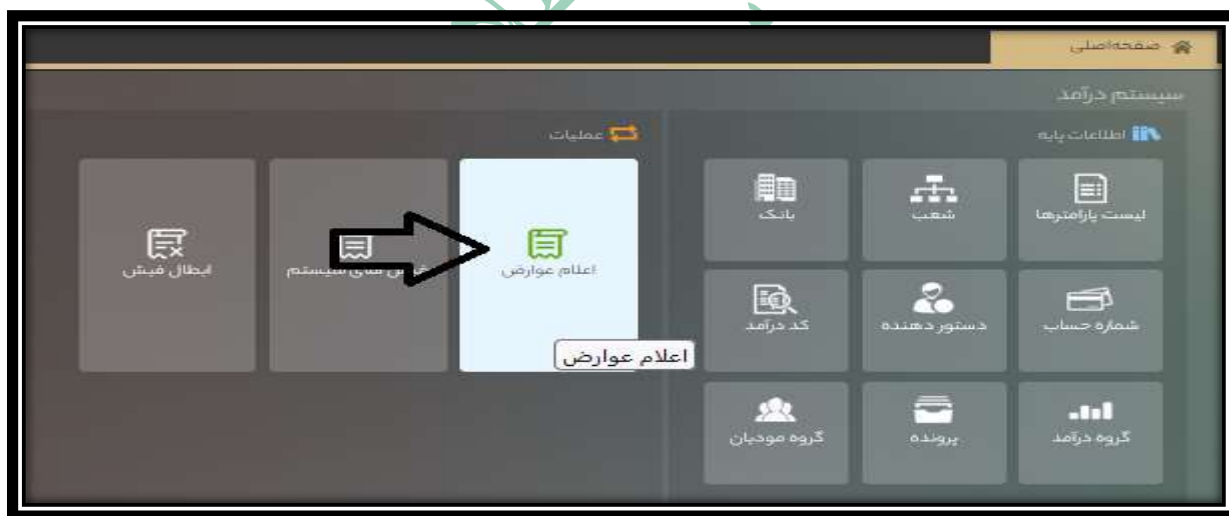 صفحه‌اصلی
سیستم درآمد
اطلاعات پایه
عملیات
لیست پارامترها
شعب
بانک
اعلام عوارض
سیستم
ابطال فیش
شماره حساب
دستور دهنده
کد درآمد
اعلام عوارض
گروه درآمد
پرونده
گروه مودیان